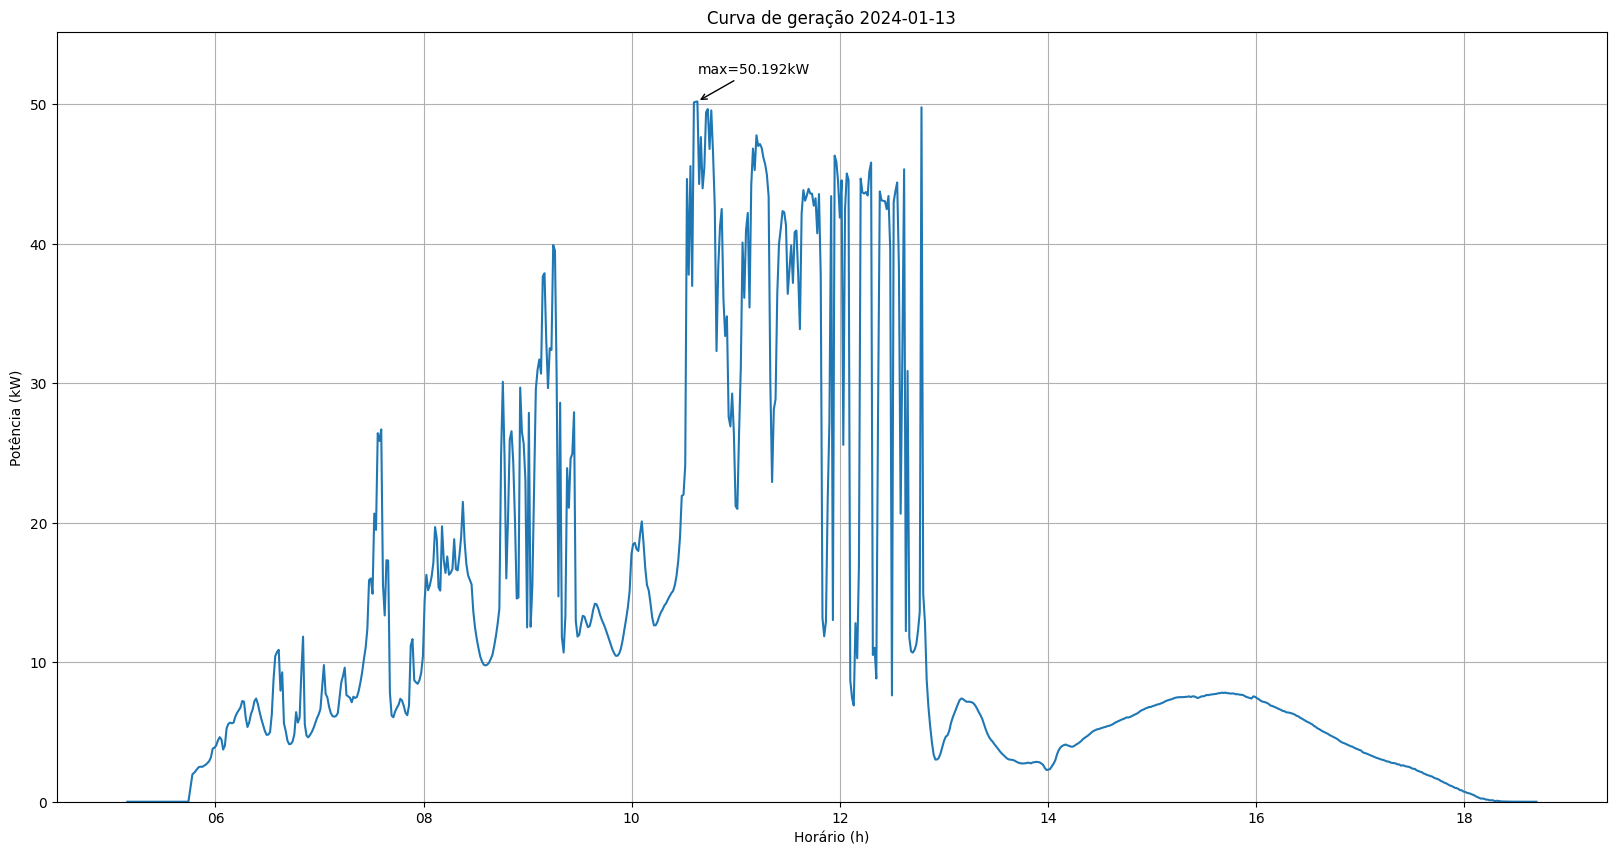 Curva de geração 2024-01-13
max=50.192kW
Potência (kW)
50
40
30
20
10
0
06 08 10 12 14 16 18
Horário (h)